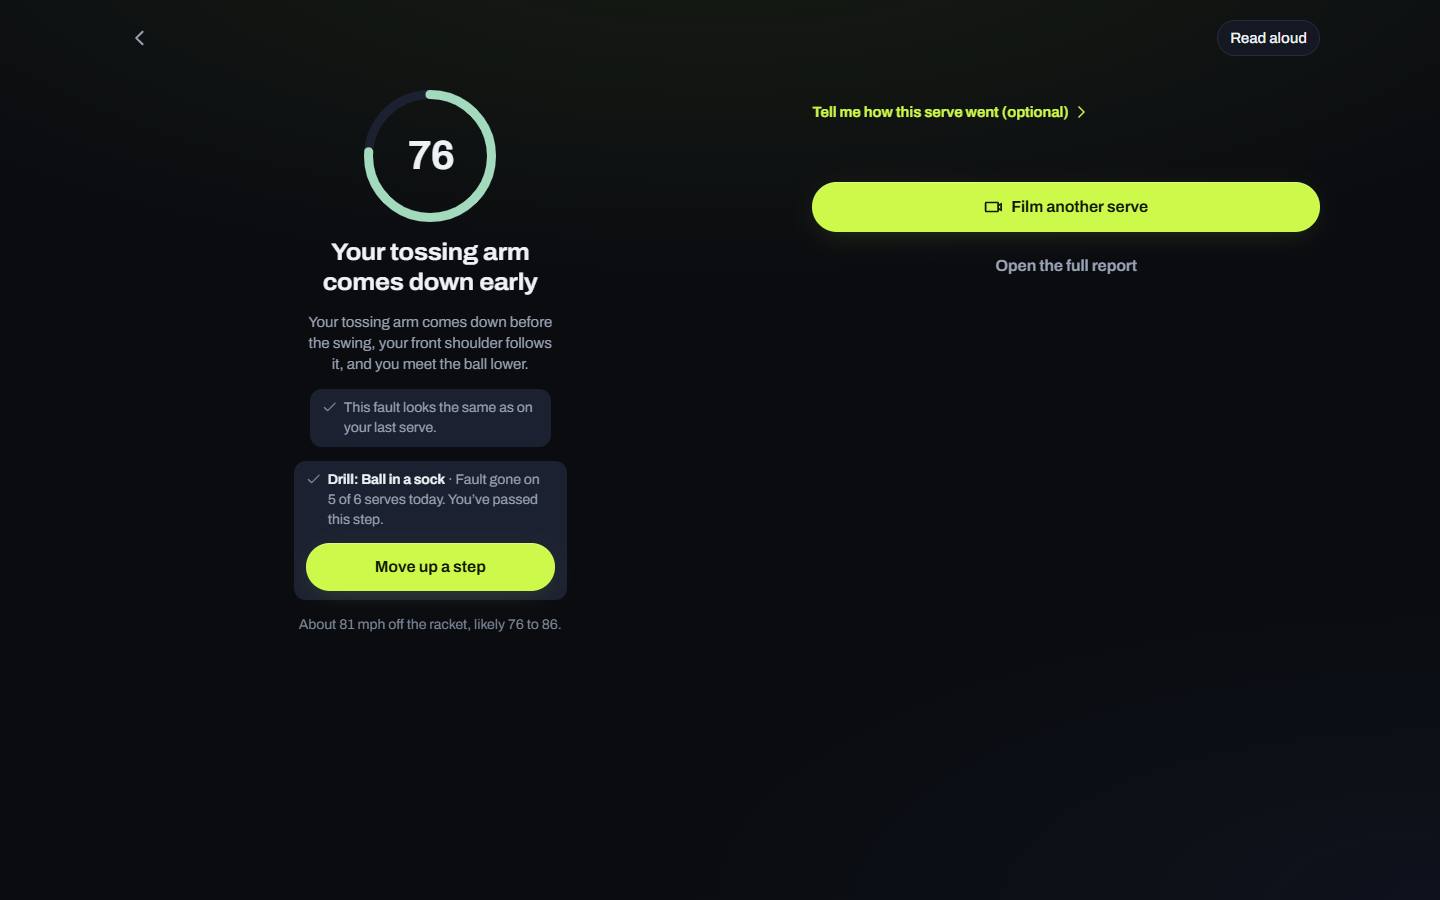 Read aloud
76
Your tossing arm
comes down early
Your tossing arm comes down before
the swing, your front shoulder follows
it, and you meet the ball lower.
This fault looks the same as on
your last serve.
Drill: Ball in a sock · Fault gone on
5 of 6 serves today. You’ve passed
this step.
Move up a step
About 81 mph off the racket, likely 76 to 86.
Tell me how this serve went (optional)
Film another serve
Open the full report